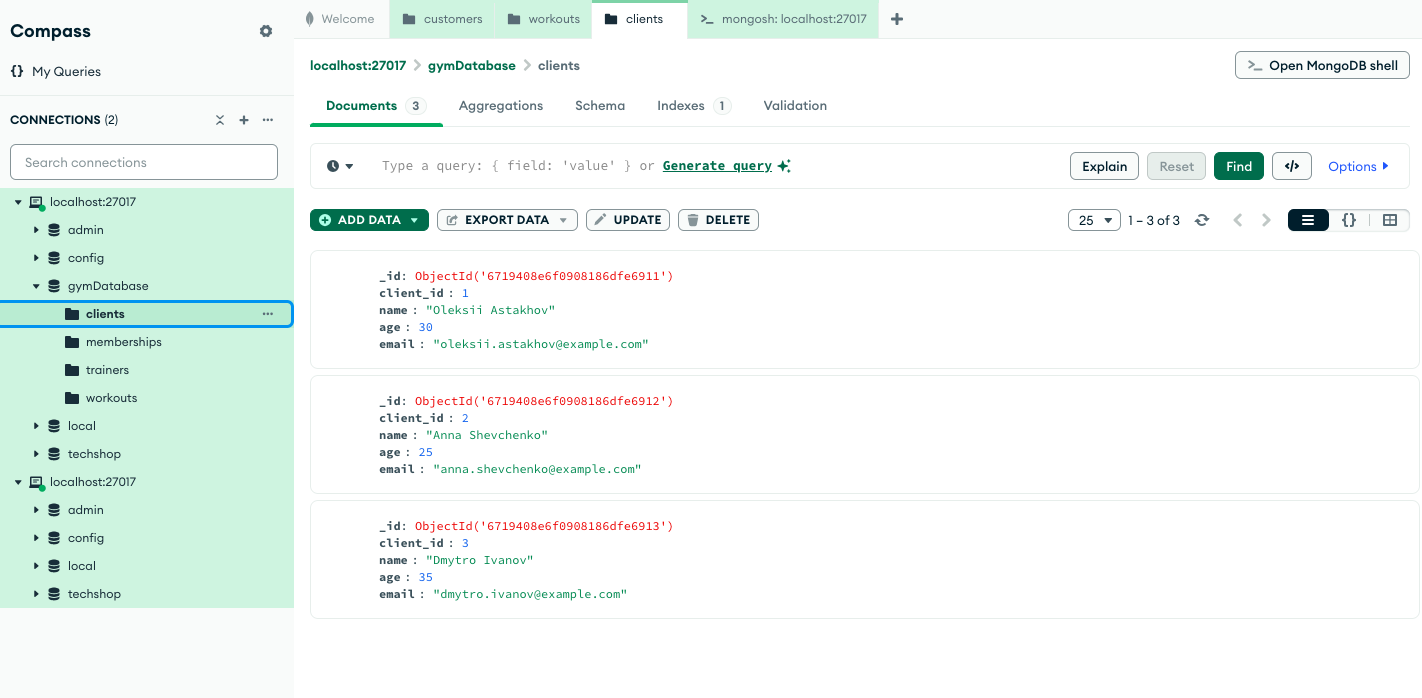 Compass
{} My Queries
CONNECTIONS (2)
Search connections
localhost:27017
admin
config
gymDatabase
clients
memberships
trainers
workouts
local
techshop
localhost:27017
admin
config
local
techshop
Welcome customers workouts clients >_ mongosh: localhost:27017
localhost:27017 > gymDatabase > clients
>_ Open MongoDB shell
Documents 3 Aggregations Schema Indexes 1 Validation
Type a query: { field: 'value' } or Generate query Explain Reset Find </> Options
ADD DATA EXPORT DATA UPDATE DELETE 25 1 – 3 of 3 {}
_id: ObjectId('6719408e6f0908186dfe6911')
client_id : 1
name : "Oleksii Astakhov"
age : 30
email : "oleksii.astakhov@example.com"
_id: ObjectId('6719408e6f0908186dfe6912')
client_id : 2
name : "Anna Shevchenko"
age : 25
email : "anna.shevchenko@example.com"
_id: ObjectId('6719408e6f0908186dfe6913')
client_id : 3
name : "Dmytro Ivanov"
age : 35
email : "dmytro.ivanov@example.com"